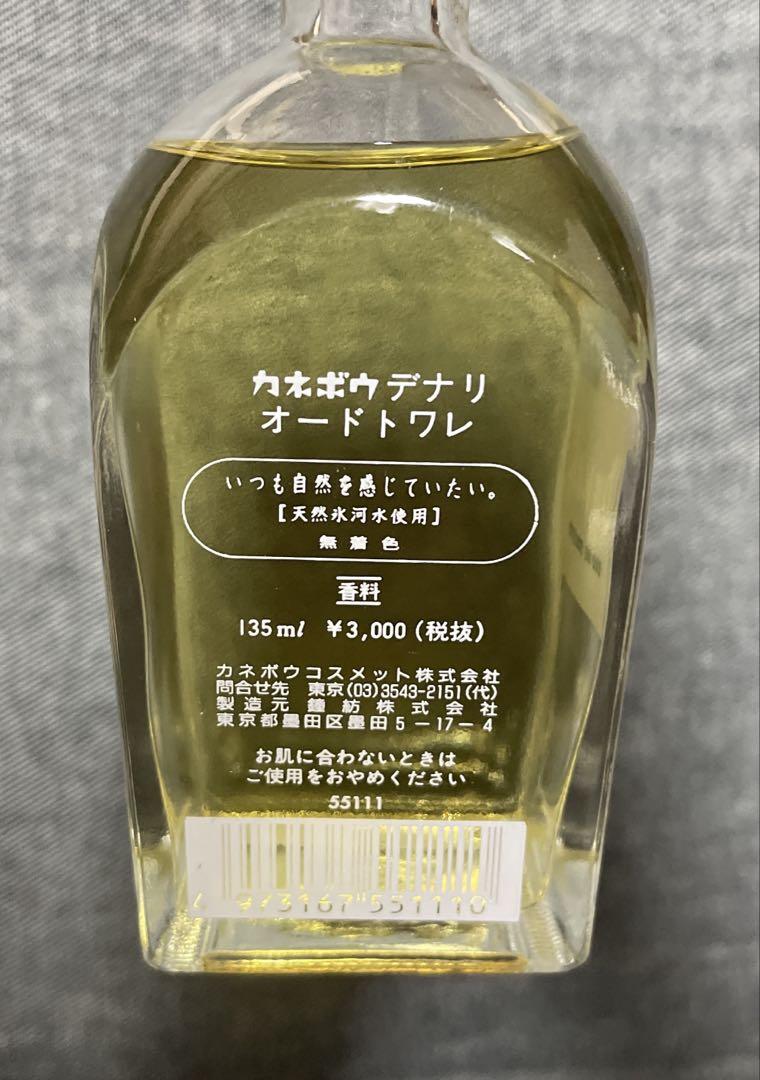 カネボウデナリ
オードトワレ
いつも自然を感じていたい。
[天然氷河水使用]
無着色
香料
135ml ¥3,000(税抜)
カネボウコスメット株式会社
問合せ先 東京(03)3543-2151(代)
製造元 鐘紡株式会社
東京都墨田区墨田5-17-4
お肌に合わないときは
ご使用をおやめください
55111
4 973167 551110